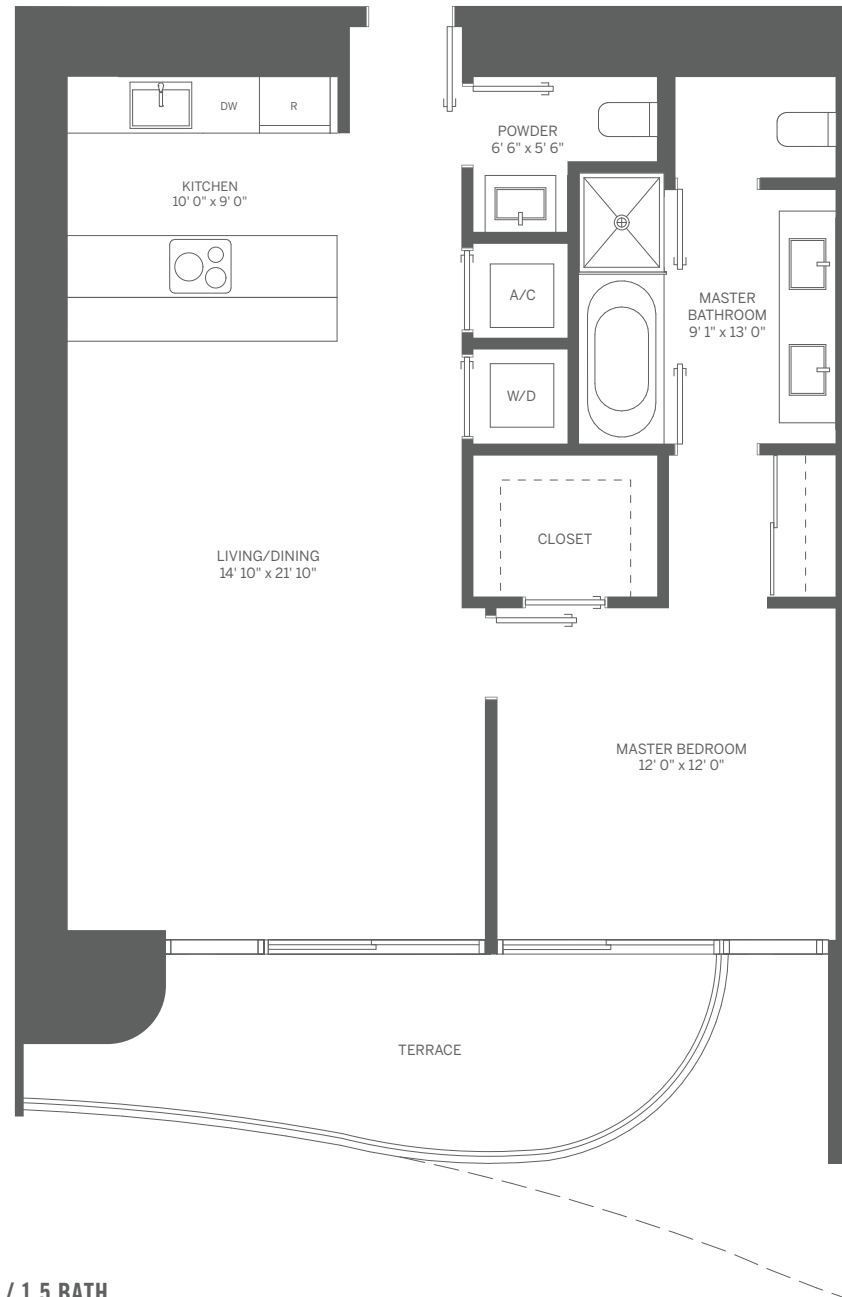 DW
R
POWDER
6' 6" x 5' 6"
KITCHEN
10' 0" x 9' 0"
A/C
MASTER
BATHROOM
9' 1" x 13' 0"
W/D
CLOSET
LIVING/DINING
14' 10" x 21' 10"
MASTER BEDROOM
12' 0" x 12' 0"
TERRACE
/ 1.5 BATH